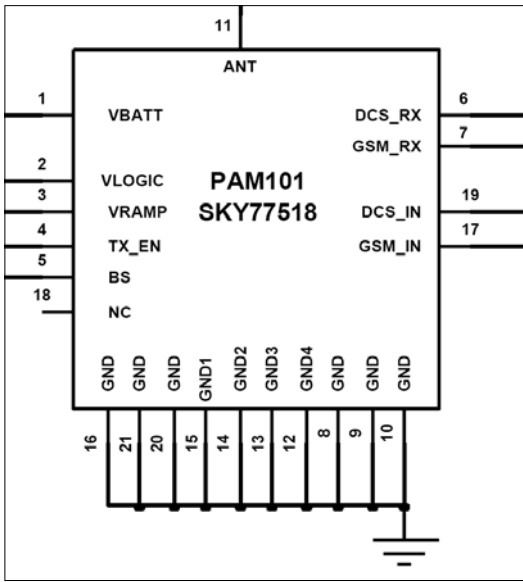 11
ANT
1 VBATT DCS_RX 6
GSM_RX 7
2 VLOGIC PAM101
3 VRAMP SKY77518 DCS_IN 19
4 TX_EN GSM_IN 17
5 BS
18 NC
GND GND GND GND1 GND2 GND3 GND4 GND GND GND
16 21 20 15 14 13 12 8 9 10